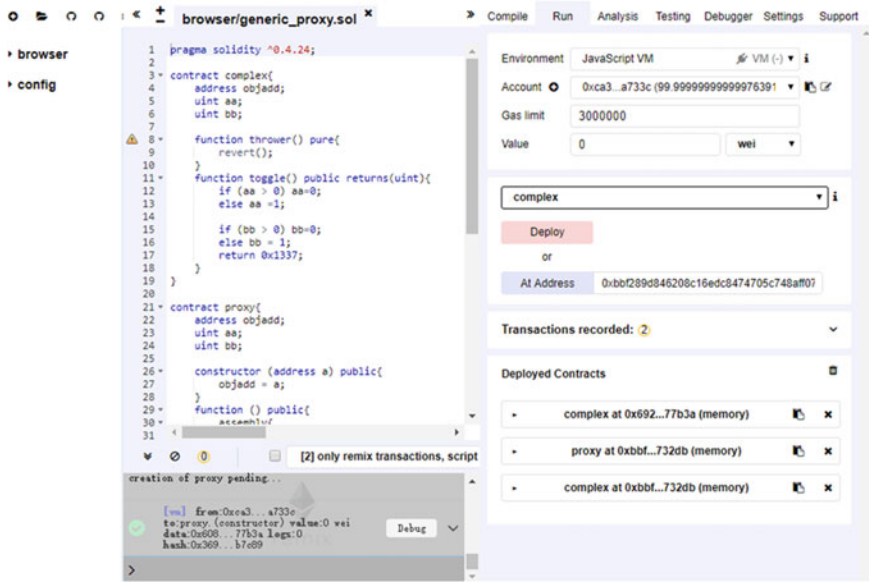 browser
config
browser/generic_proxy.sol
1 pragma solidity ^0.4.24;
2
3 contract complex{
4 address objadd;
5 uint aa;
6 uint bb;
7
8 function thrower() pure{
9 revert();
10 }
11 function toggle() public returns(uint){
12 if (aa > 0) aa=0;
13 else aa =1;
14
15 if (bb > 0) bb=0;
16 else bb = 1;
17 return 0x1337;
18 }
19 }
20
21 contract proxy{
22 address objadd;
23 uint aa;
24 uint bb;
25
26 constructor (address a) public{
27 objadd = a;
28 }
29 function () public{
30 assembly{
31
0 [2] only remix transactions, script
creation of proxy pending...
[vm] from:0xca3...a733c
to:proxy.(constructor) value:0 wei
data:0x608...77b3a logs:0
hash:0x369...b7c89
Debug
>
Compile Run Analysis Testing Debugger Settings Support
Environment JavaScript VM VM (-) i
Account 0xca3...a733c (99.99999999999976391
Gas limit 3000000
Value 0 wei
complex i
Deploy
or
At Address 0xbbf289d846208c16edc8474705c748aff07
Transactions recorded: 2
Deployed Contracts
complex at 0x692...77b3a (memory)
proxy at 0xbbf...732db (memory)
complex at 0xbbf...732db (memory)